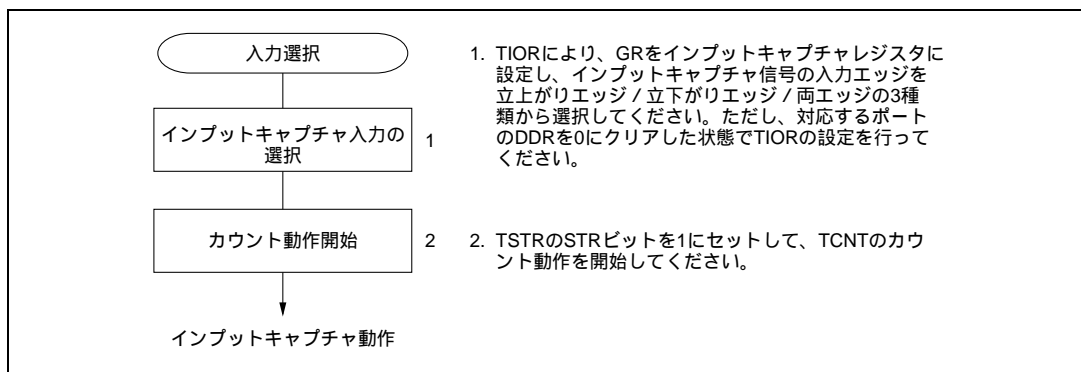 入力選択
インプットキャプチャ入力の
選択
1
カウント動作開始
2
インプットキャプチャ動作
1. TIORにより、GRをインプットキャプチャレジスタに
設定し、インプットキャプチャ信号の入力エッジを
立上がりエッジ / 立下がりエッジ / 両エッジの3種
類から選択してください。ただし、対応するポート
のDDRを0にクリアした状態でTIORの設定を行って
ください。
2. TSTRのSTRビットを1にセットして、TCNTのカウ
ント動作を開始してください。